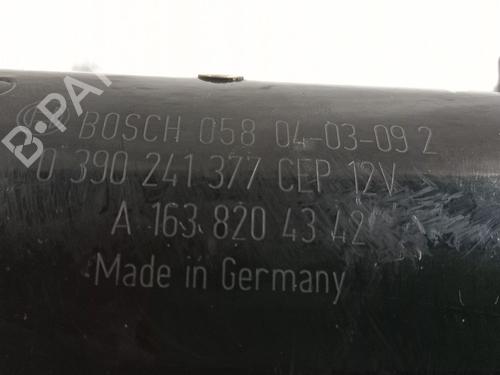 BOSCH 058 04-03-09 2
0 390 241 377 CEP 12V
A 163 820 43 42
Made in Germany
B-PARTS